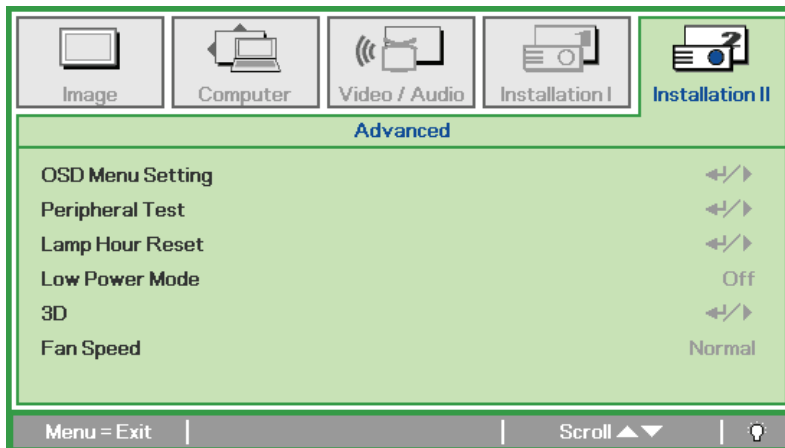 Image
Computer
Video / Audio
Installation I
Installation II
Advanced
OSD Menu Setting
Peripheral Test
Lamp Hour Reset
Low Power Mode Off
3D
Fan Speed Normal
Menu = Exit Scroll ▲▼